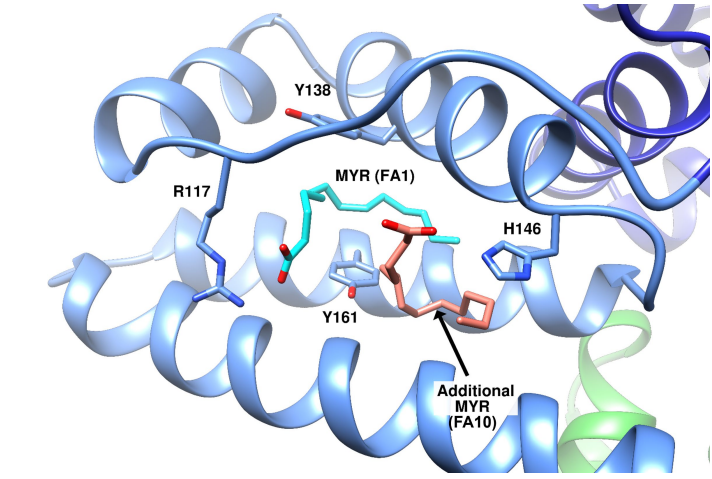 Y138
MYR (FA1)
R117
H146
Y161
Additional
MYR
(FA10)